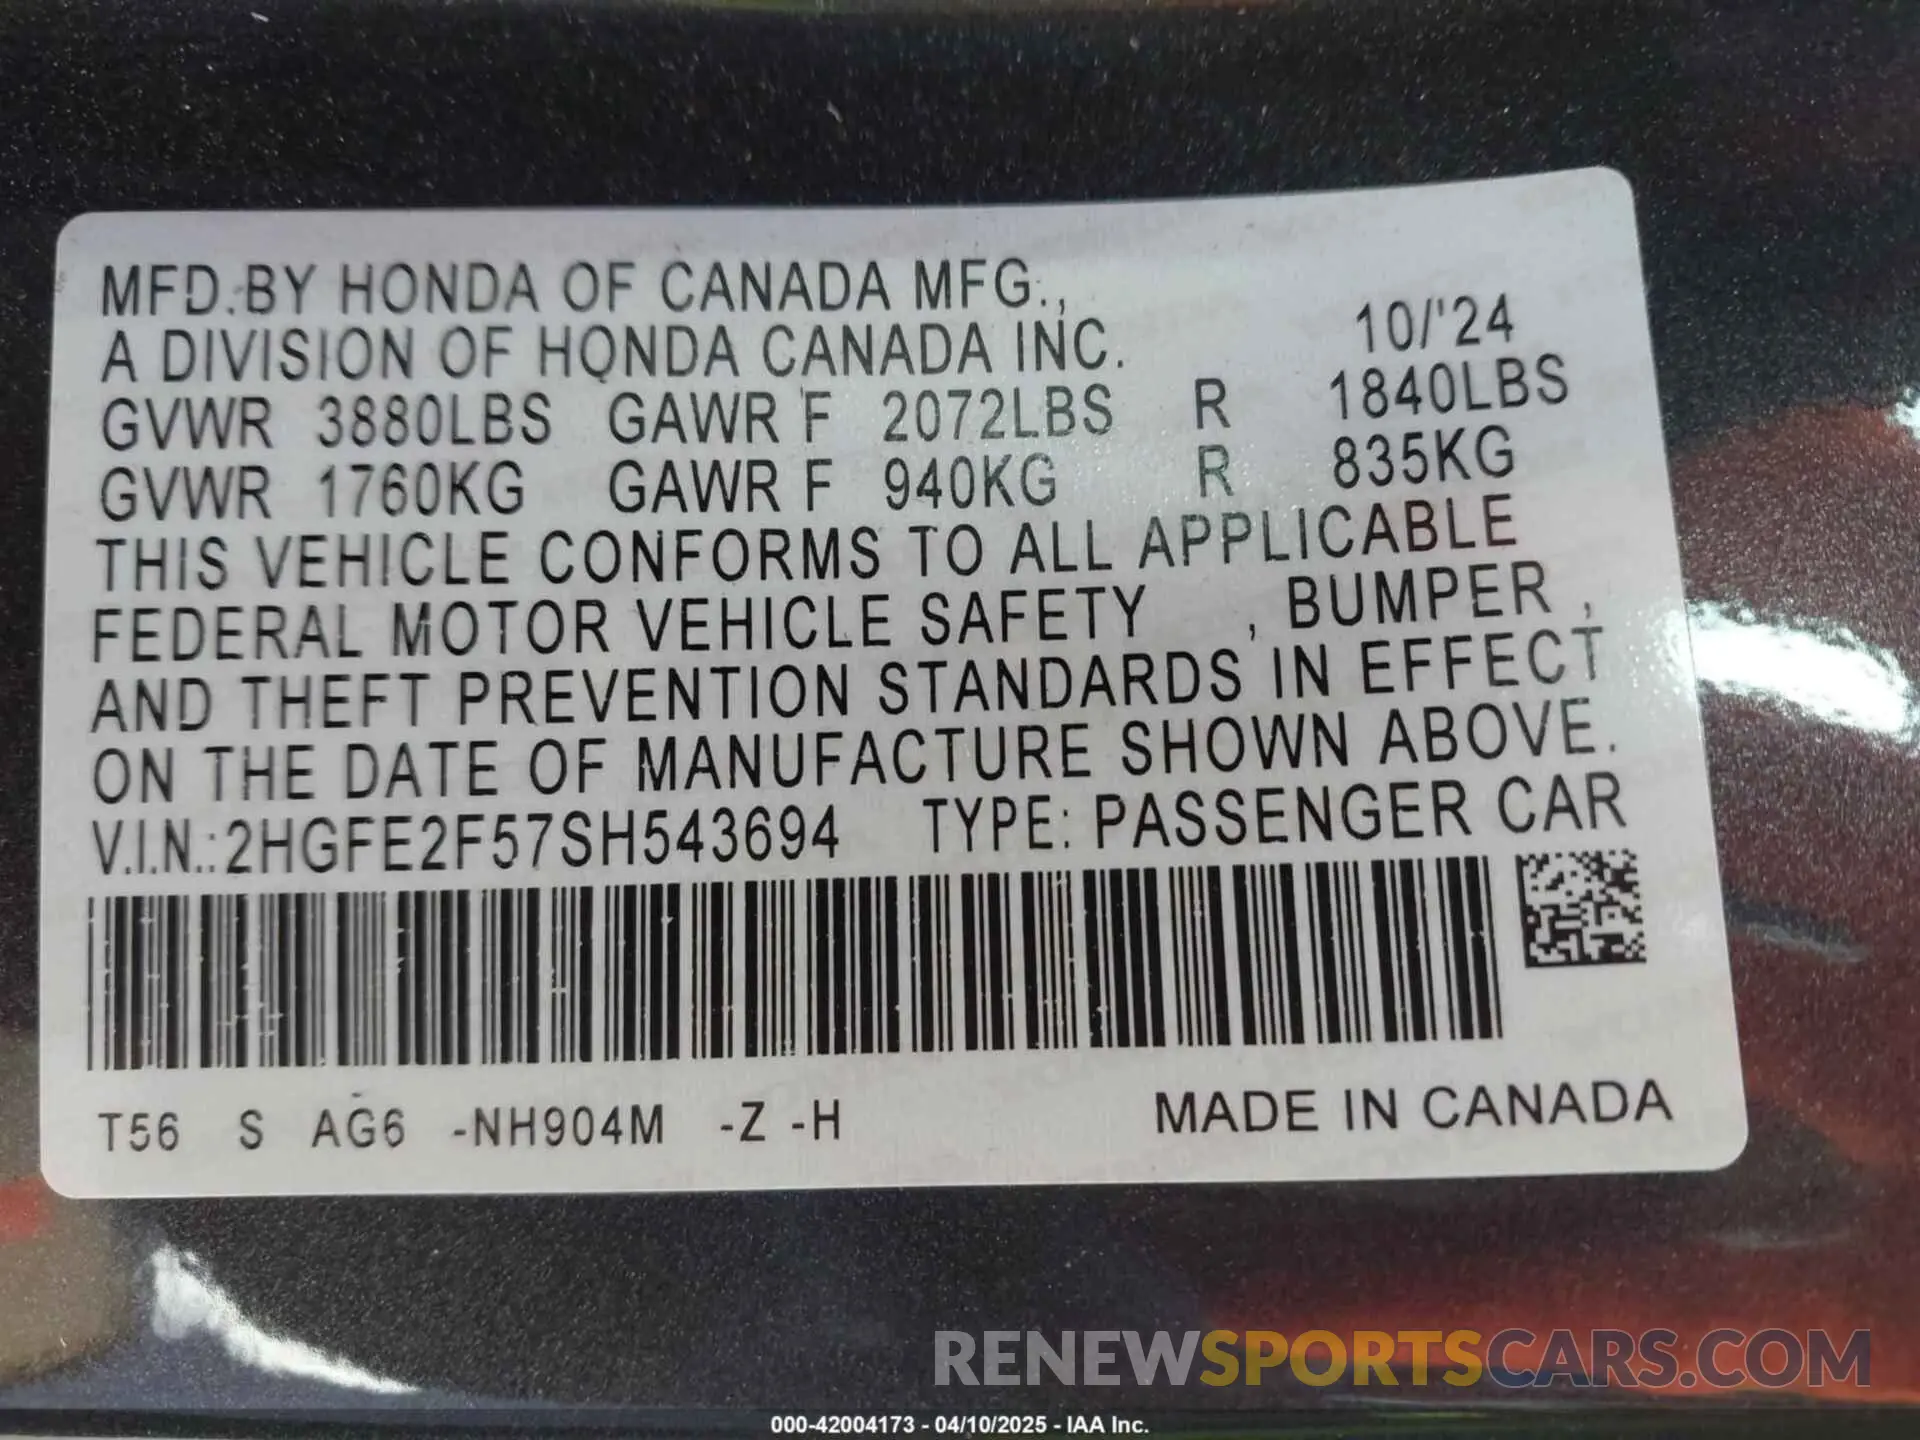 MFD.BY HONDA OF CANADA MFG.,
A DIVISION OF HONDA CANADA INC. 10/'24
GVWR 3880LBS GAWR F 2072LBS R 1840LBS
GVWR 1760KG GAWR F 940KG R 835KG
THIS VEHICLE CONFORMS TO ALL APPLICABLE
FEDERAL MOTOR VEHICLE SAFETY , BUMPER ,
AND THEFT PREVENTION STANDARDS IN EFFECT
ON THE DATE OF MANUFACTURE SHOWN ABOVE.
V.I.N.:2HGFE2F57SH543694 TYPE: PASSENGER CAR
T56 S AG6 -NH904M -Z -H MADE IN CANADA
RENEWSPORTSCARS.COM
000-42004173 - 04/10/2025 - IAA Inc.